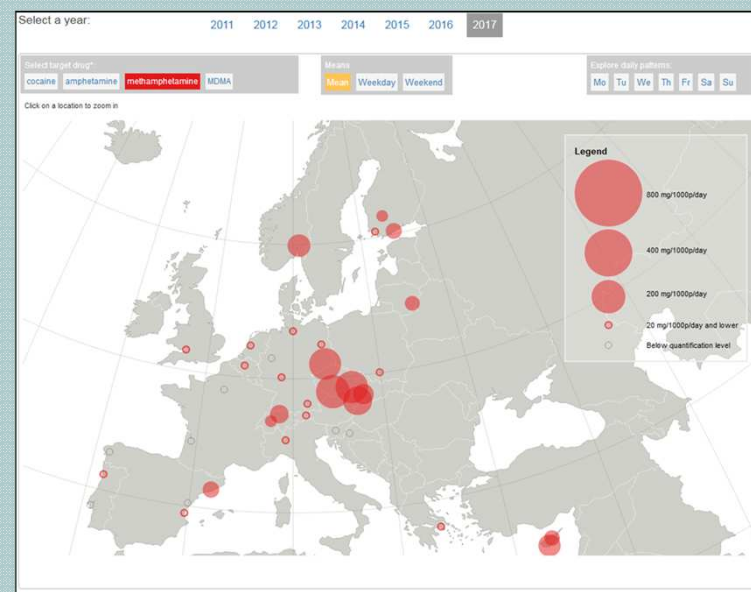 Select a year:
2011 2012 2013 2014 2015 2016 2017
Select target drug*:
cocaine amphetamine methamphetamine MDMA
Means
Mean Weekday Weekend
Explore daily patterns:
Mo Tu We Th Fr Sa Su
Click on a location to zoom in
Legend
800 mg/1000p/day
400 mg/1000p/day
200 mg/1000p/day
20 mg/1000p/day and lower
Below quantification level